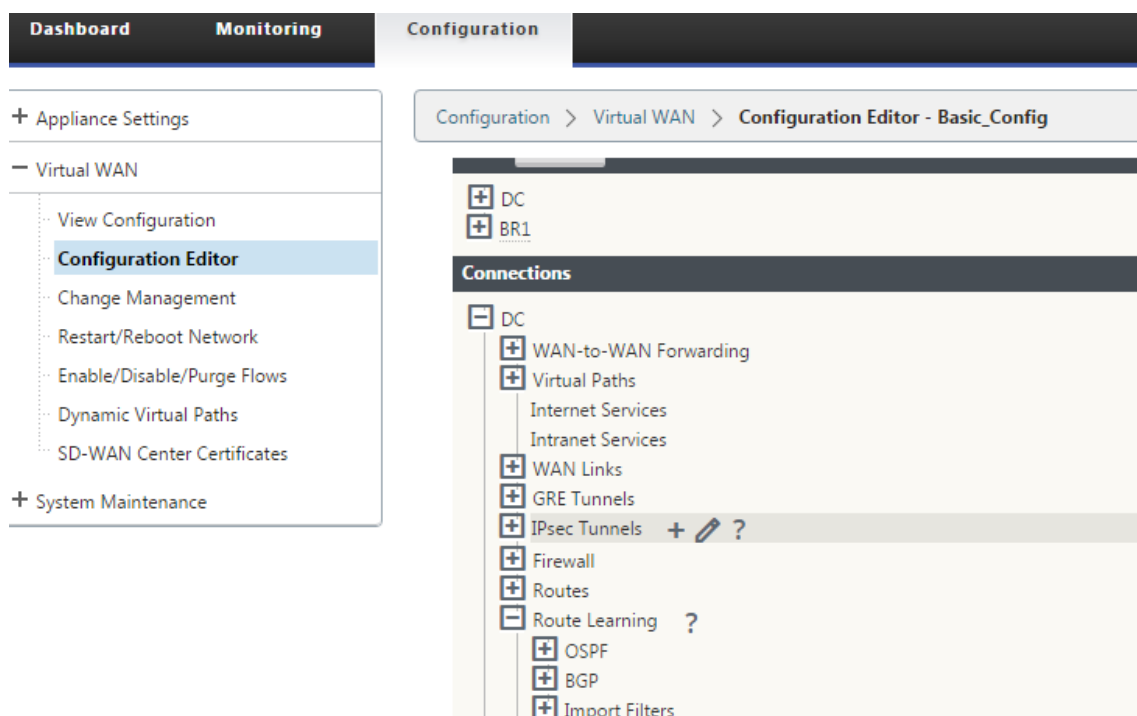 Dashboard Monitoring Configuration
+ Appliance Settings
− Virtual WAN
View Configuration
Configuration Editor
Change Management
Restart/Reboot Network
Enable/Disable/Purge Flows
Dynamic Virtual Paths
SD-WAN Center Certificates
+ System Maintenance
Configuration > Virtual WAN > Configuration Editor - Basic_Config
+ DC
+ BR1
Connections
− DC
+ WAN-to-WAN Forwarding
+ Virtual Paths
Internet Services
Intranet Services
+ WAN Links
+ GRE Tunnels
+ IPsec Tunnels + ?
+ Firewall
+ Routes
− Route Learning ?
+ OSPF
+ BGP
+ Import Filters